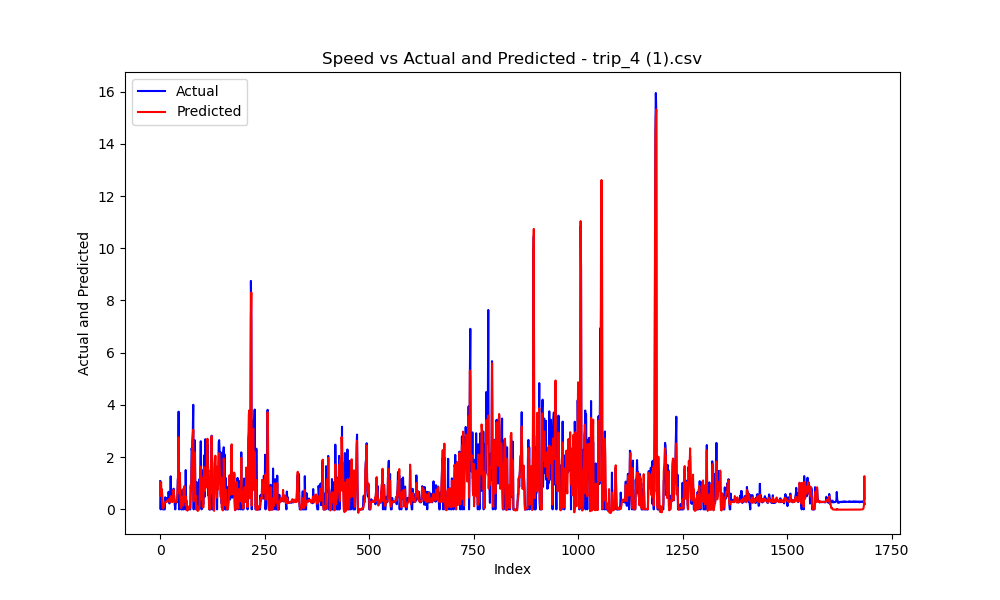 Speed vs Actual and Predicted - trip_4 (1).csv
Actual
Predicted
16
14
12
10
8
6
4
2
0
Actual and Predicted
0 250 500 750 1000 1250 1500 1750
Index